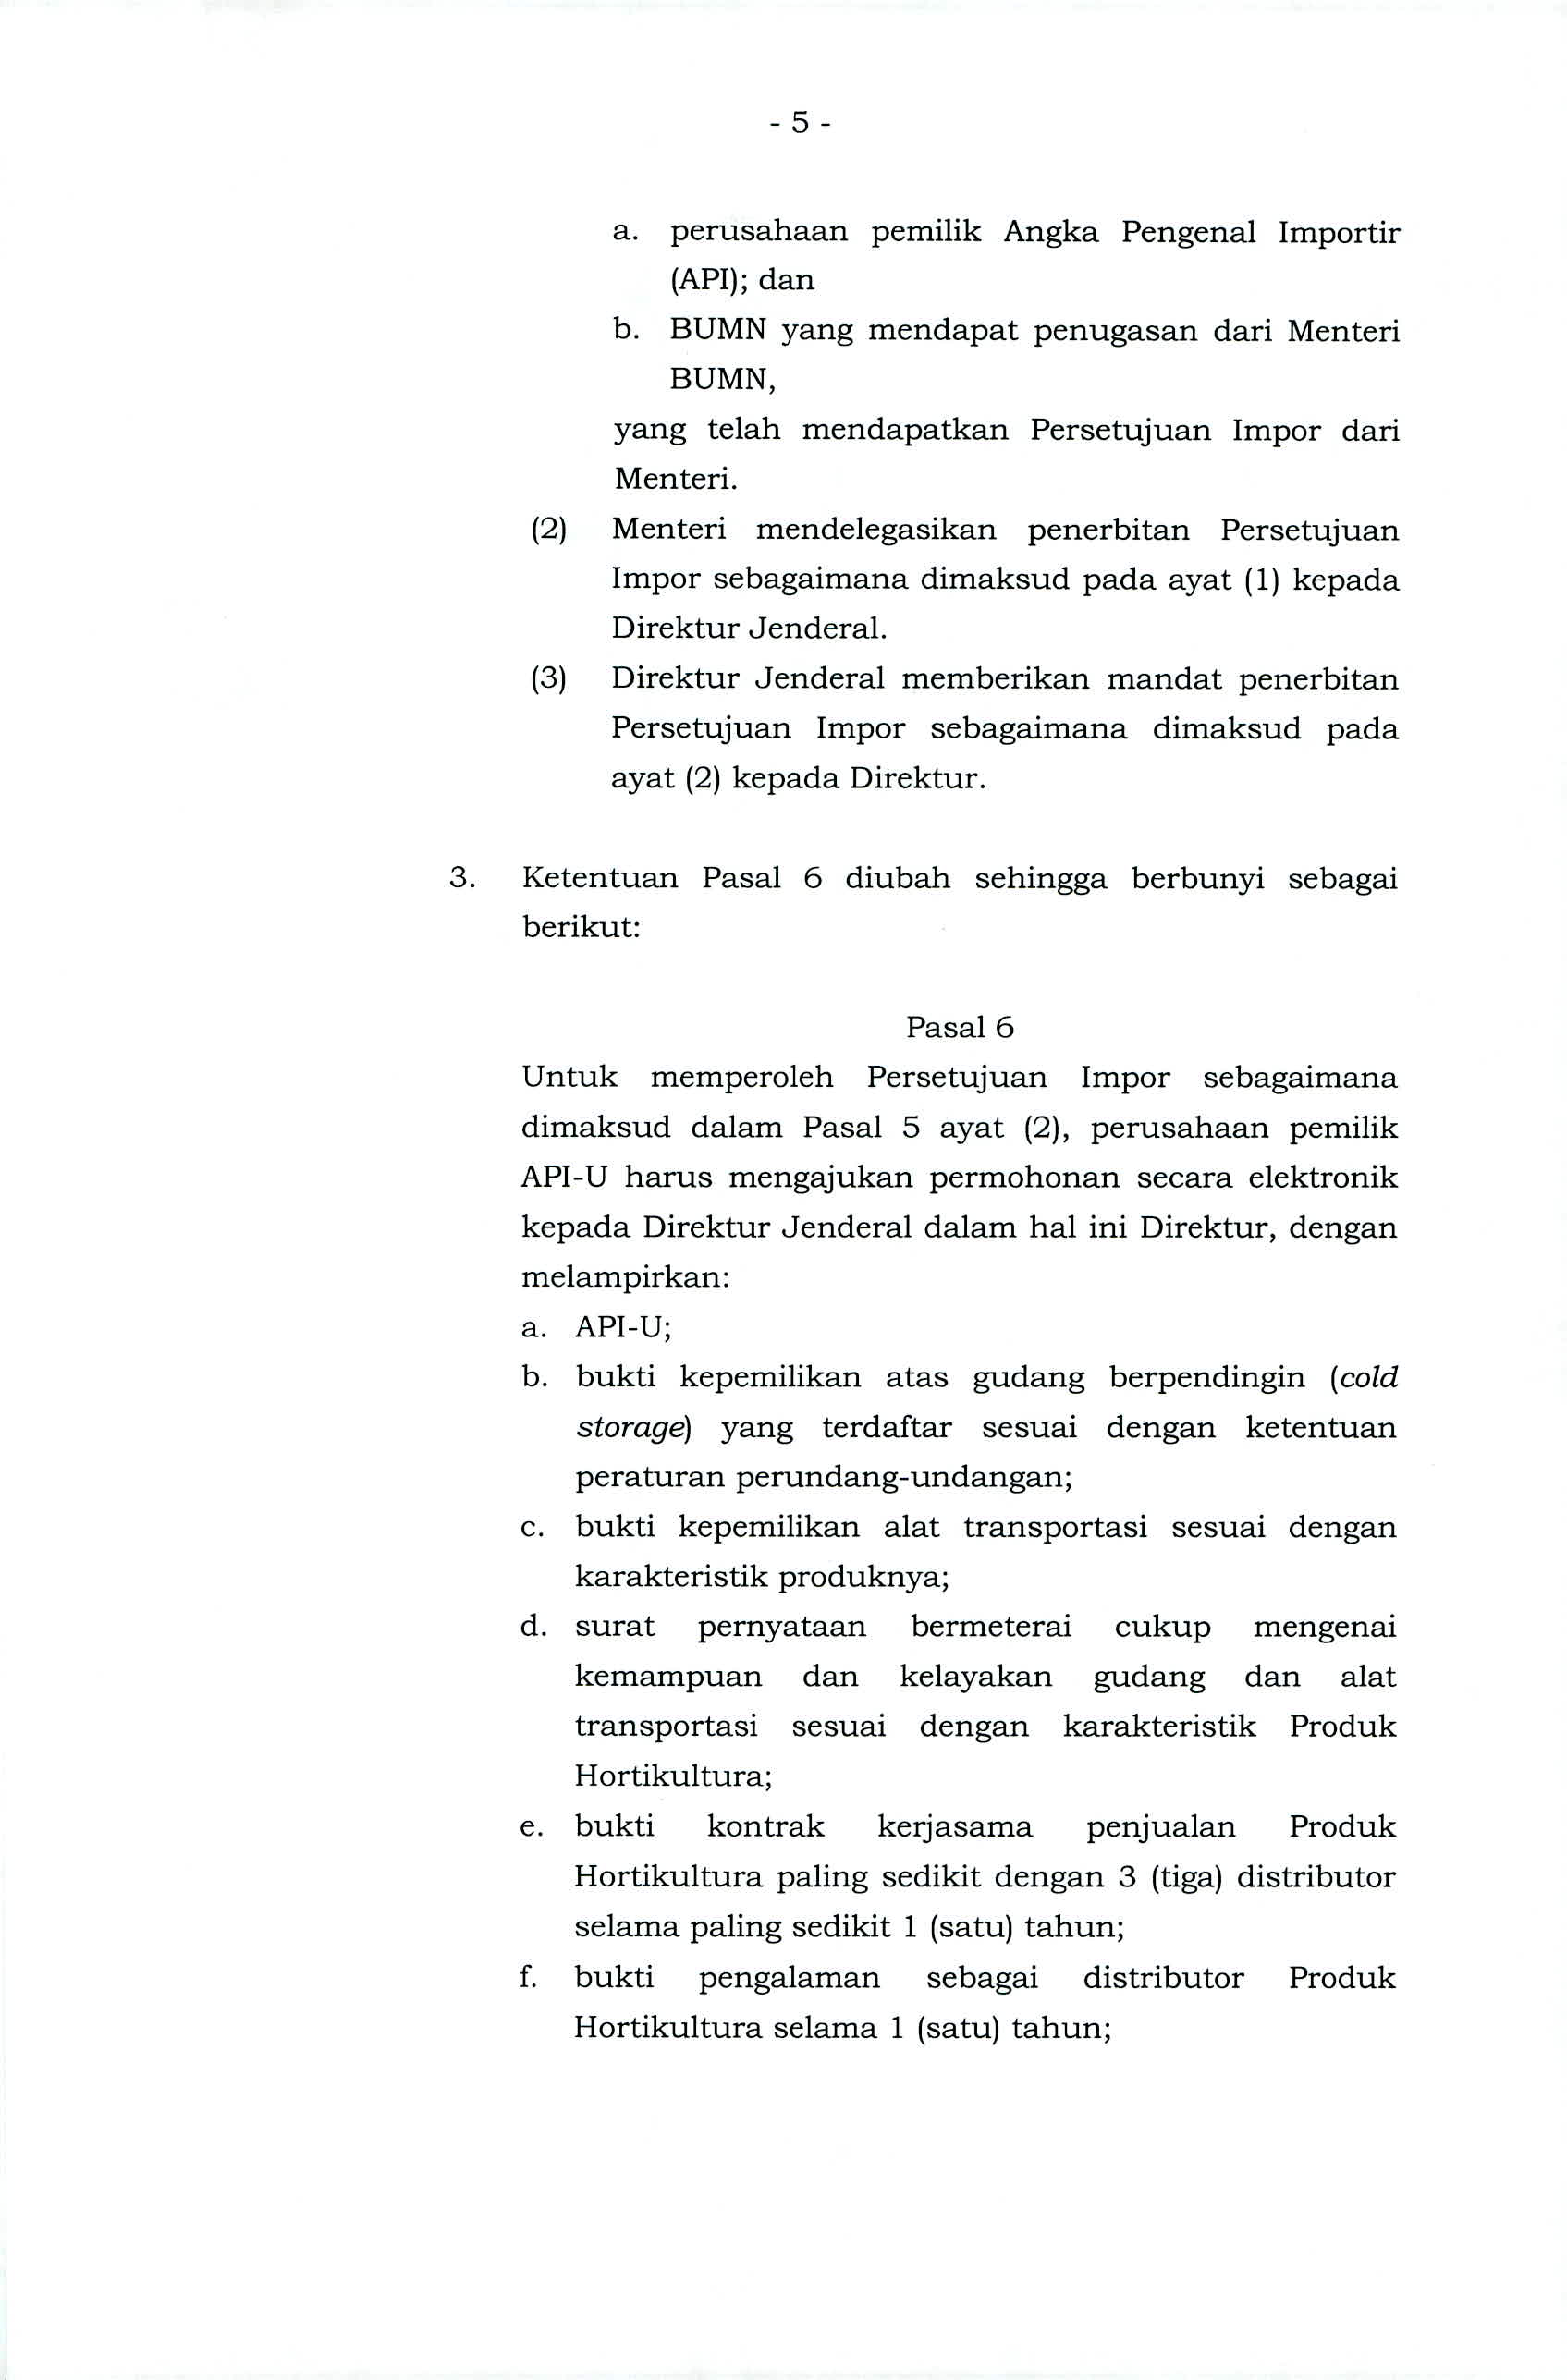 - 5 -
a. perusahaan pemilik Angka Pengenal Importir
(API); dan
b. BUMN yang mendapat penugasan dari Menteri
BUMN,
yang telah mendapatkan Persetujuan Impor dari
Menteri.
(2) Menteri mendelegasikan penerbitan Persetujuan
Impor sebagaimana dimaksud pada ayat (1) kepada
Direktur Jenderal.
(3) Direktur Jenderal memberikan mandat penerbitan
Persetujuan Impor sebagaimana dimaksud pada
ayat (2) kepada Direktur.
3. Ketentuan Pasal 6 diubah sehingga berbunyi sebagai
berikut:
Pasal 6
Untuk memperoleh Persetujuan Impor sebagaimana
dimaksud dalam Pasal 5 ayat (2), perusahaan pemilik
API-U harus mengajukan permohonan secara elektronik
kepada Direktur Jenderal dalam hal ini Direktur, dengan
melampirkan:
a. API-U;
b. bukti kepemilikan atas gudang berpendingin (cold
storage) yang terdaftar sesuai dengan ketentuan
peraturan perundang-undangan;
c. bukti kepemilikan alat transportasi sesuai dengan
karakteristik produknya;
d. surat pernyataan bermeterai cukup mengenai
kemampuan dan kelayakan gudang dan alat
transportasi sesuai dengan karakteristik Produk
Hortikultura;
e. bukti kontrak kerjasama penjualan Produk
Hortikultura paling sedikit dengan 3 (tiga) distributor
selama paling sedikit 1 (satu) tahun;
f. bukti pengalaman sebagai distributor Produk
Hortikultura selama 1 (satu) tahun;